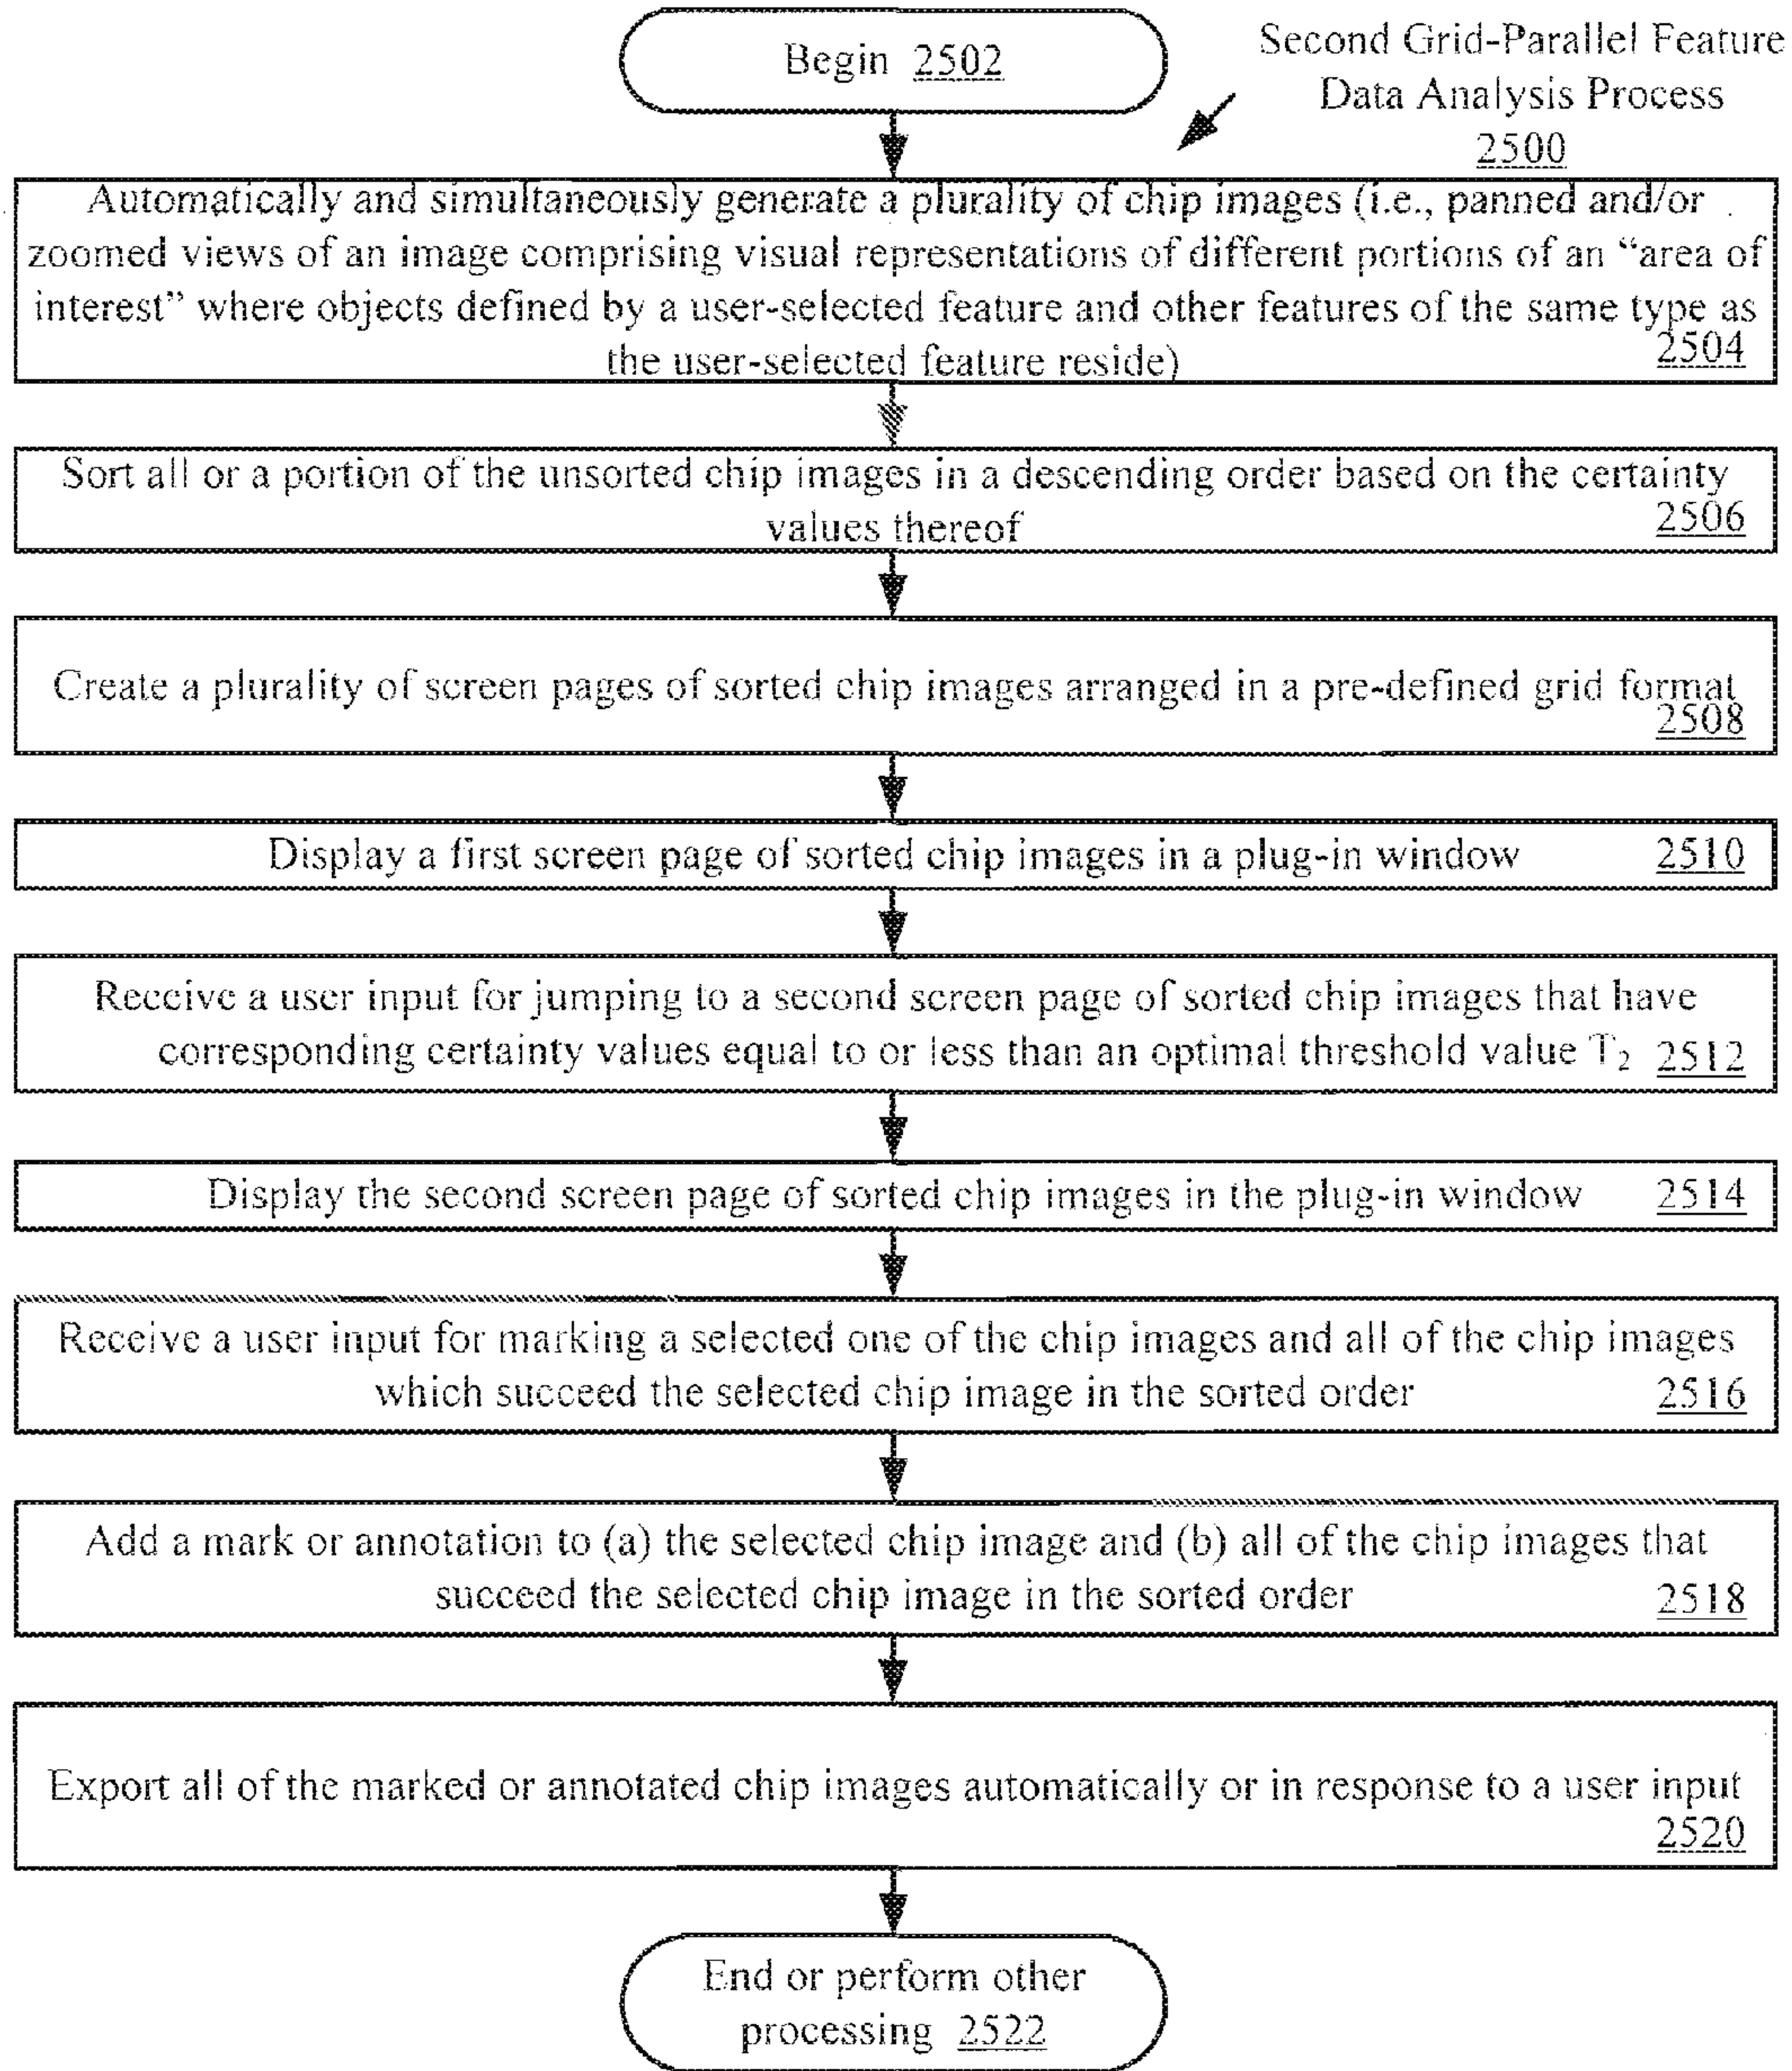 Begin 2502
Second Grid-Parallel Feature
Data Analysis Process
2500
Automatically and simultaneously generate a plurality of chip images (i.e., panned and/or
zoomed views of an image comprising visual representations of different portions of an “area of
interest” where objects defined by a user-selected feature and other features of the same type as
the user-selected feature reside)
2504
Sort all or a portion of the unsorted chip images in a descending order based on the certainty
values thereof
2506
Create a plurality of screen pages of sorted chip images arranged in a pre-defined grid format
2508
Display a first screen page of sorted chip images in a plug-in window 2510
Receive a user input for jumping to a second screen page of sorted chip images that have
corresponding certainty values equal to or less than an optimal threshold value T₂ 2512
Display the second screen page of sorted chip images in the plug-in window 2514
Receive a user input for marking a selected one of the chip images and all of the chip images
which succeed the selected chip image in the sorted order 2516
Add a mark or annotation to (a) the selected chip image and (b) all of the chip images that
succeed the selected chip image in the sorted order 2518
Export all of the marked or annotated chip images automatically or in response to a user input
2520
End or perform other
processing 2522